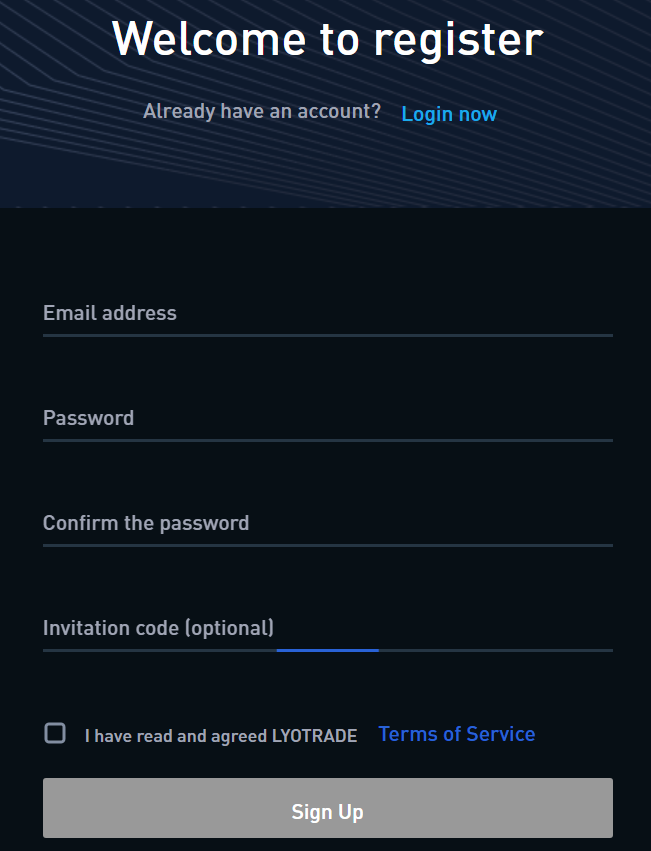 Welcome to register
Already have an account? Login now
Email address
Password
Confirm the password
Invitation code (optional)
I have read and agreed LYOTRADE Terms of Service
Sign Up